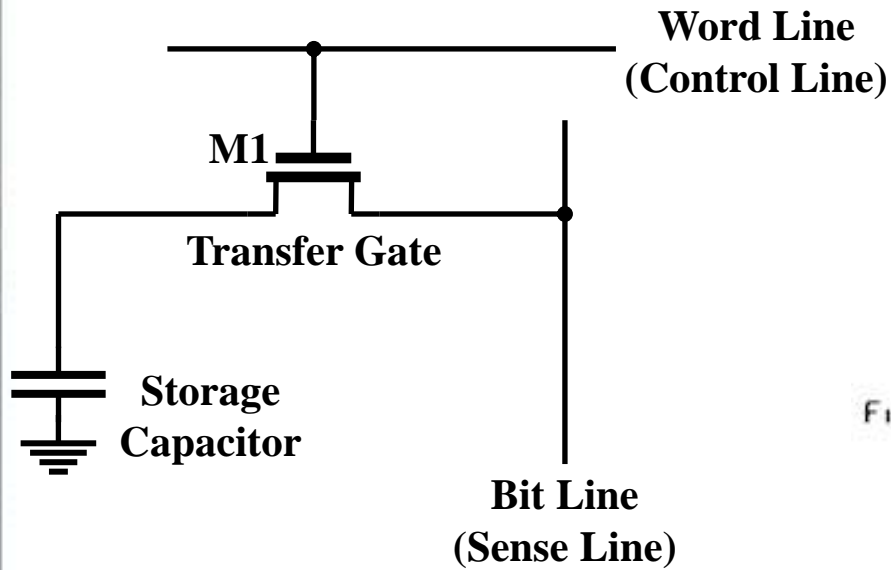 Word Line
(Control Line)
M1
Transfer Gate
Storage
Capacitor
Bit Line
(Sense Line)